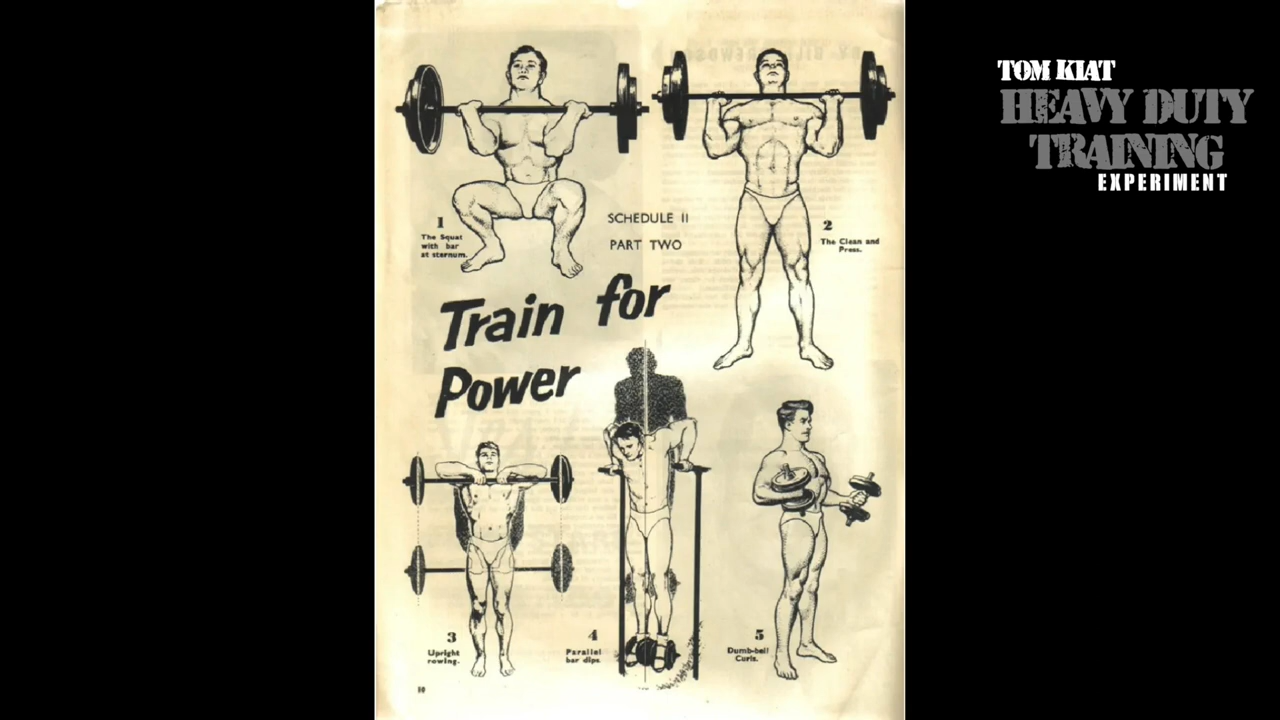 TOM KIAT
HEAVY DUTY
TRAINING
EXPERIMENT
1
The Squat
with bar
at sternum.
SCHEDULE II
PART TWO
2
The Clean and
Press.
Train for
Power
3
Upright
rowing.
4
Parallel
bar dips.
5
Dumb-bell
Curls.